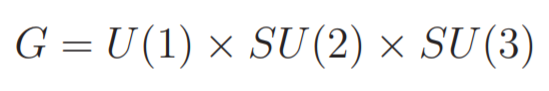 G = U(1) × SU(2) × SU(3)